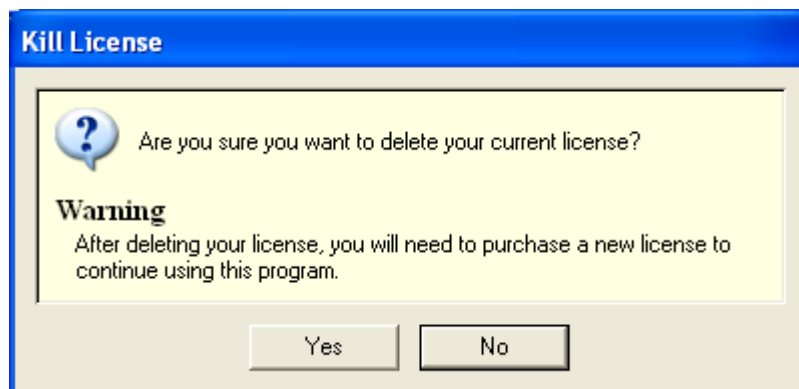 Kill License
Are you sure you want to delete your current license?
Warning
After deleting your license, you will need to purchase a new license to
continue using this program.
Yes No